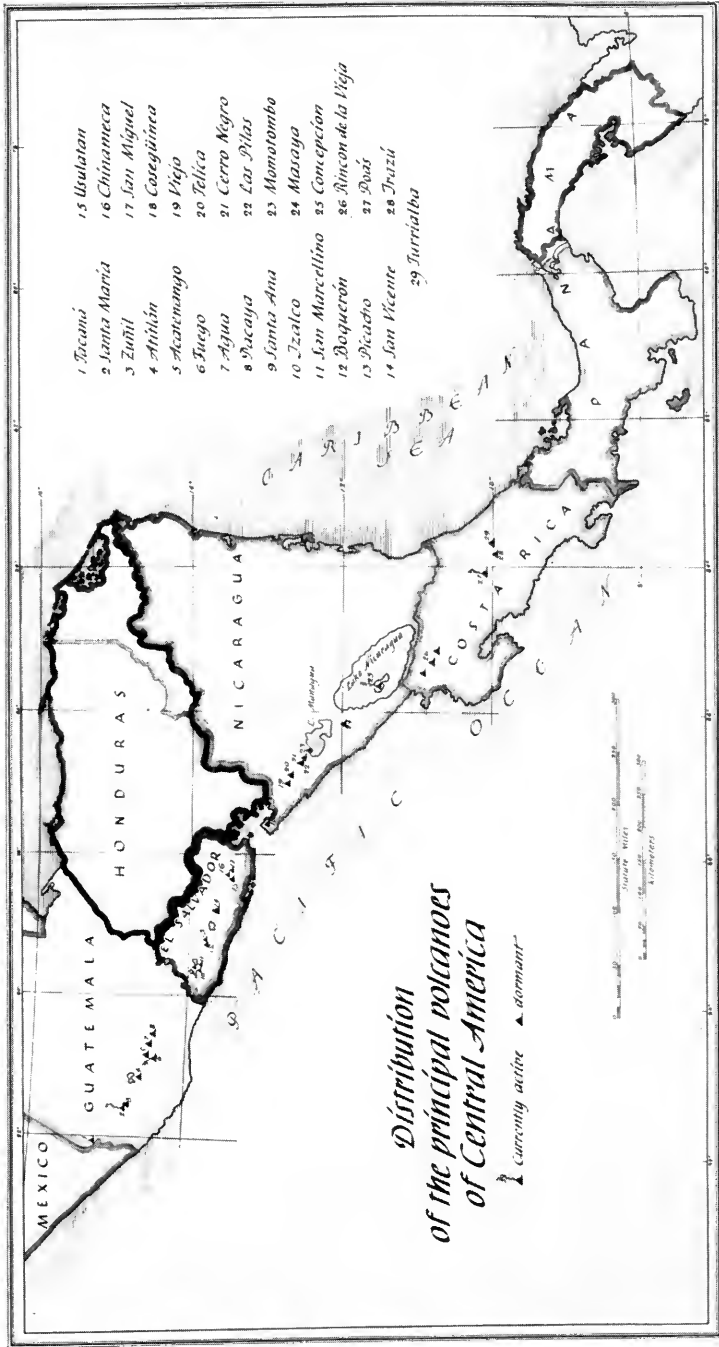 1 Tacaná
2 Santa María
3 Zuñil
4 Atitlán
5 Acatenango
6 Fuego
7 Agua
8 Pacaya
9 Santa Ana
10 Izalco
11 San Marcellino
12 Boquerón
13 Picacho
14 San Vicente
15 Usulatan
16 Chinameca
17 San Miguel
18 Cosegüina
19 Viejo
20 Telica
21 Cerro Negro
22 Las Pilas
23 Momotombo
24 Masaya
25 Concepcion
26 Rincon de la Vieja
27 Poás
28 Irazú
29 Turrialba
MEXICO
GUATEMALA
HONDURAS
EL SALVADOR
NICARAGUA
L. Managua
Lake Nicaragua
COSTA RICA
PANAMA
CARIBBEAN
PACIFIC OCEAN
Distribution
of the principal volcanoes
of Central America
Currently active
dormant
Statute Miles
Kilometers